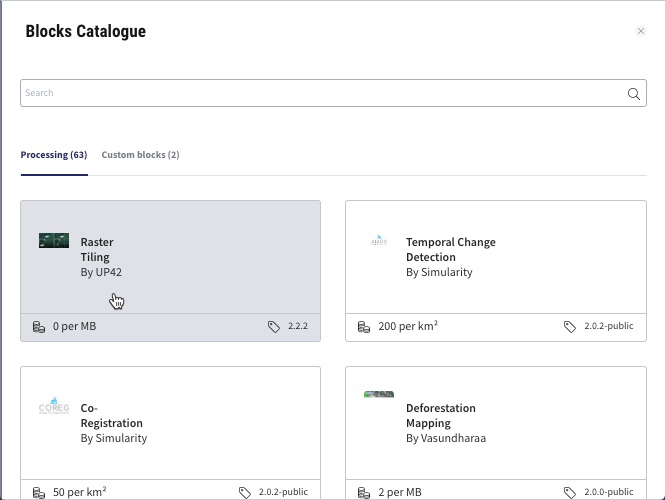 Blocks Catalogue
Search
Processing (63) Custom blocks (2)
Raster
Tiling
By UP42
0 per MB 2.2.2
Temporal Change
Detection
By Simularity
200 per km² 2.0.2-public
COREG
Co-
Registration
By Simularity
50 per km² 2.0.2-public
Deforestation
Mapping
By Vasundharaa
2 per MB 2.0.0-public